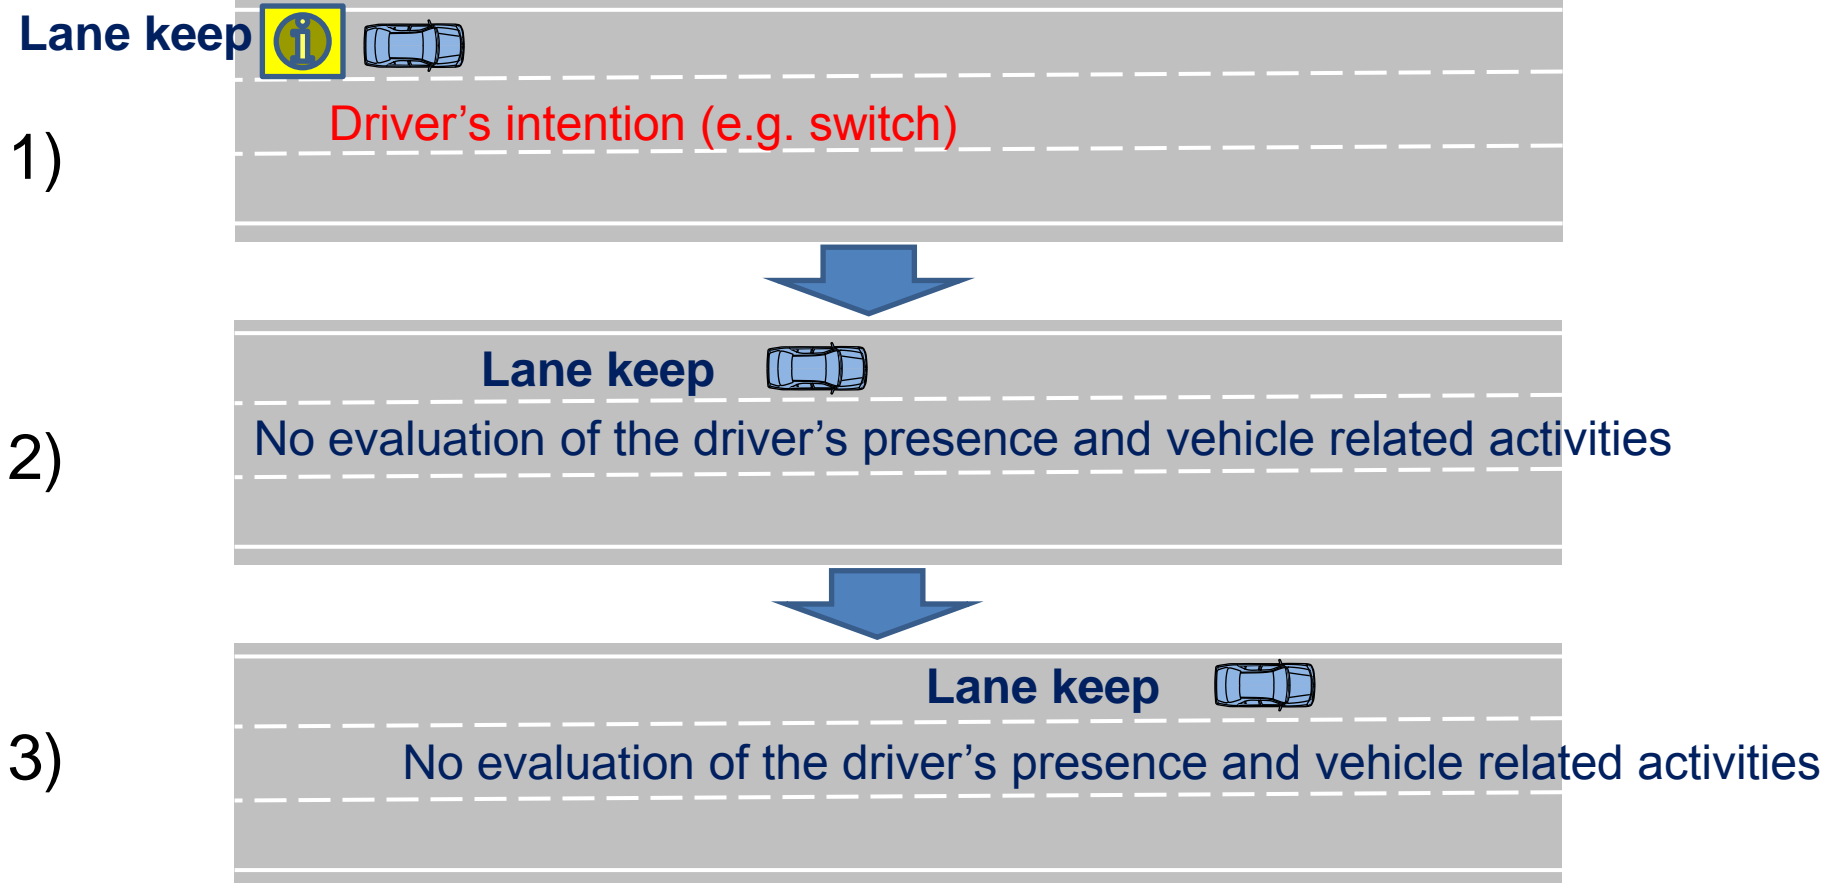 Lane keep i
1)
Driver’s intention (e.g. switch)
2)
Lane keep
No evaluation of the driver’s presence and vehicle related activities
3)
Lane keep
No evaluation of the driver’s presence and vehicle related activities